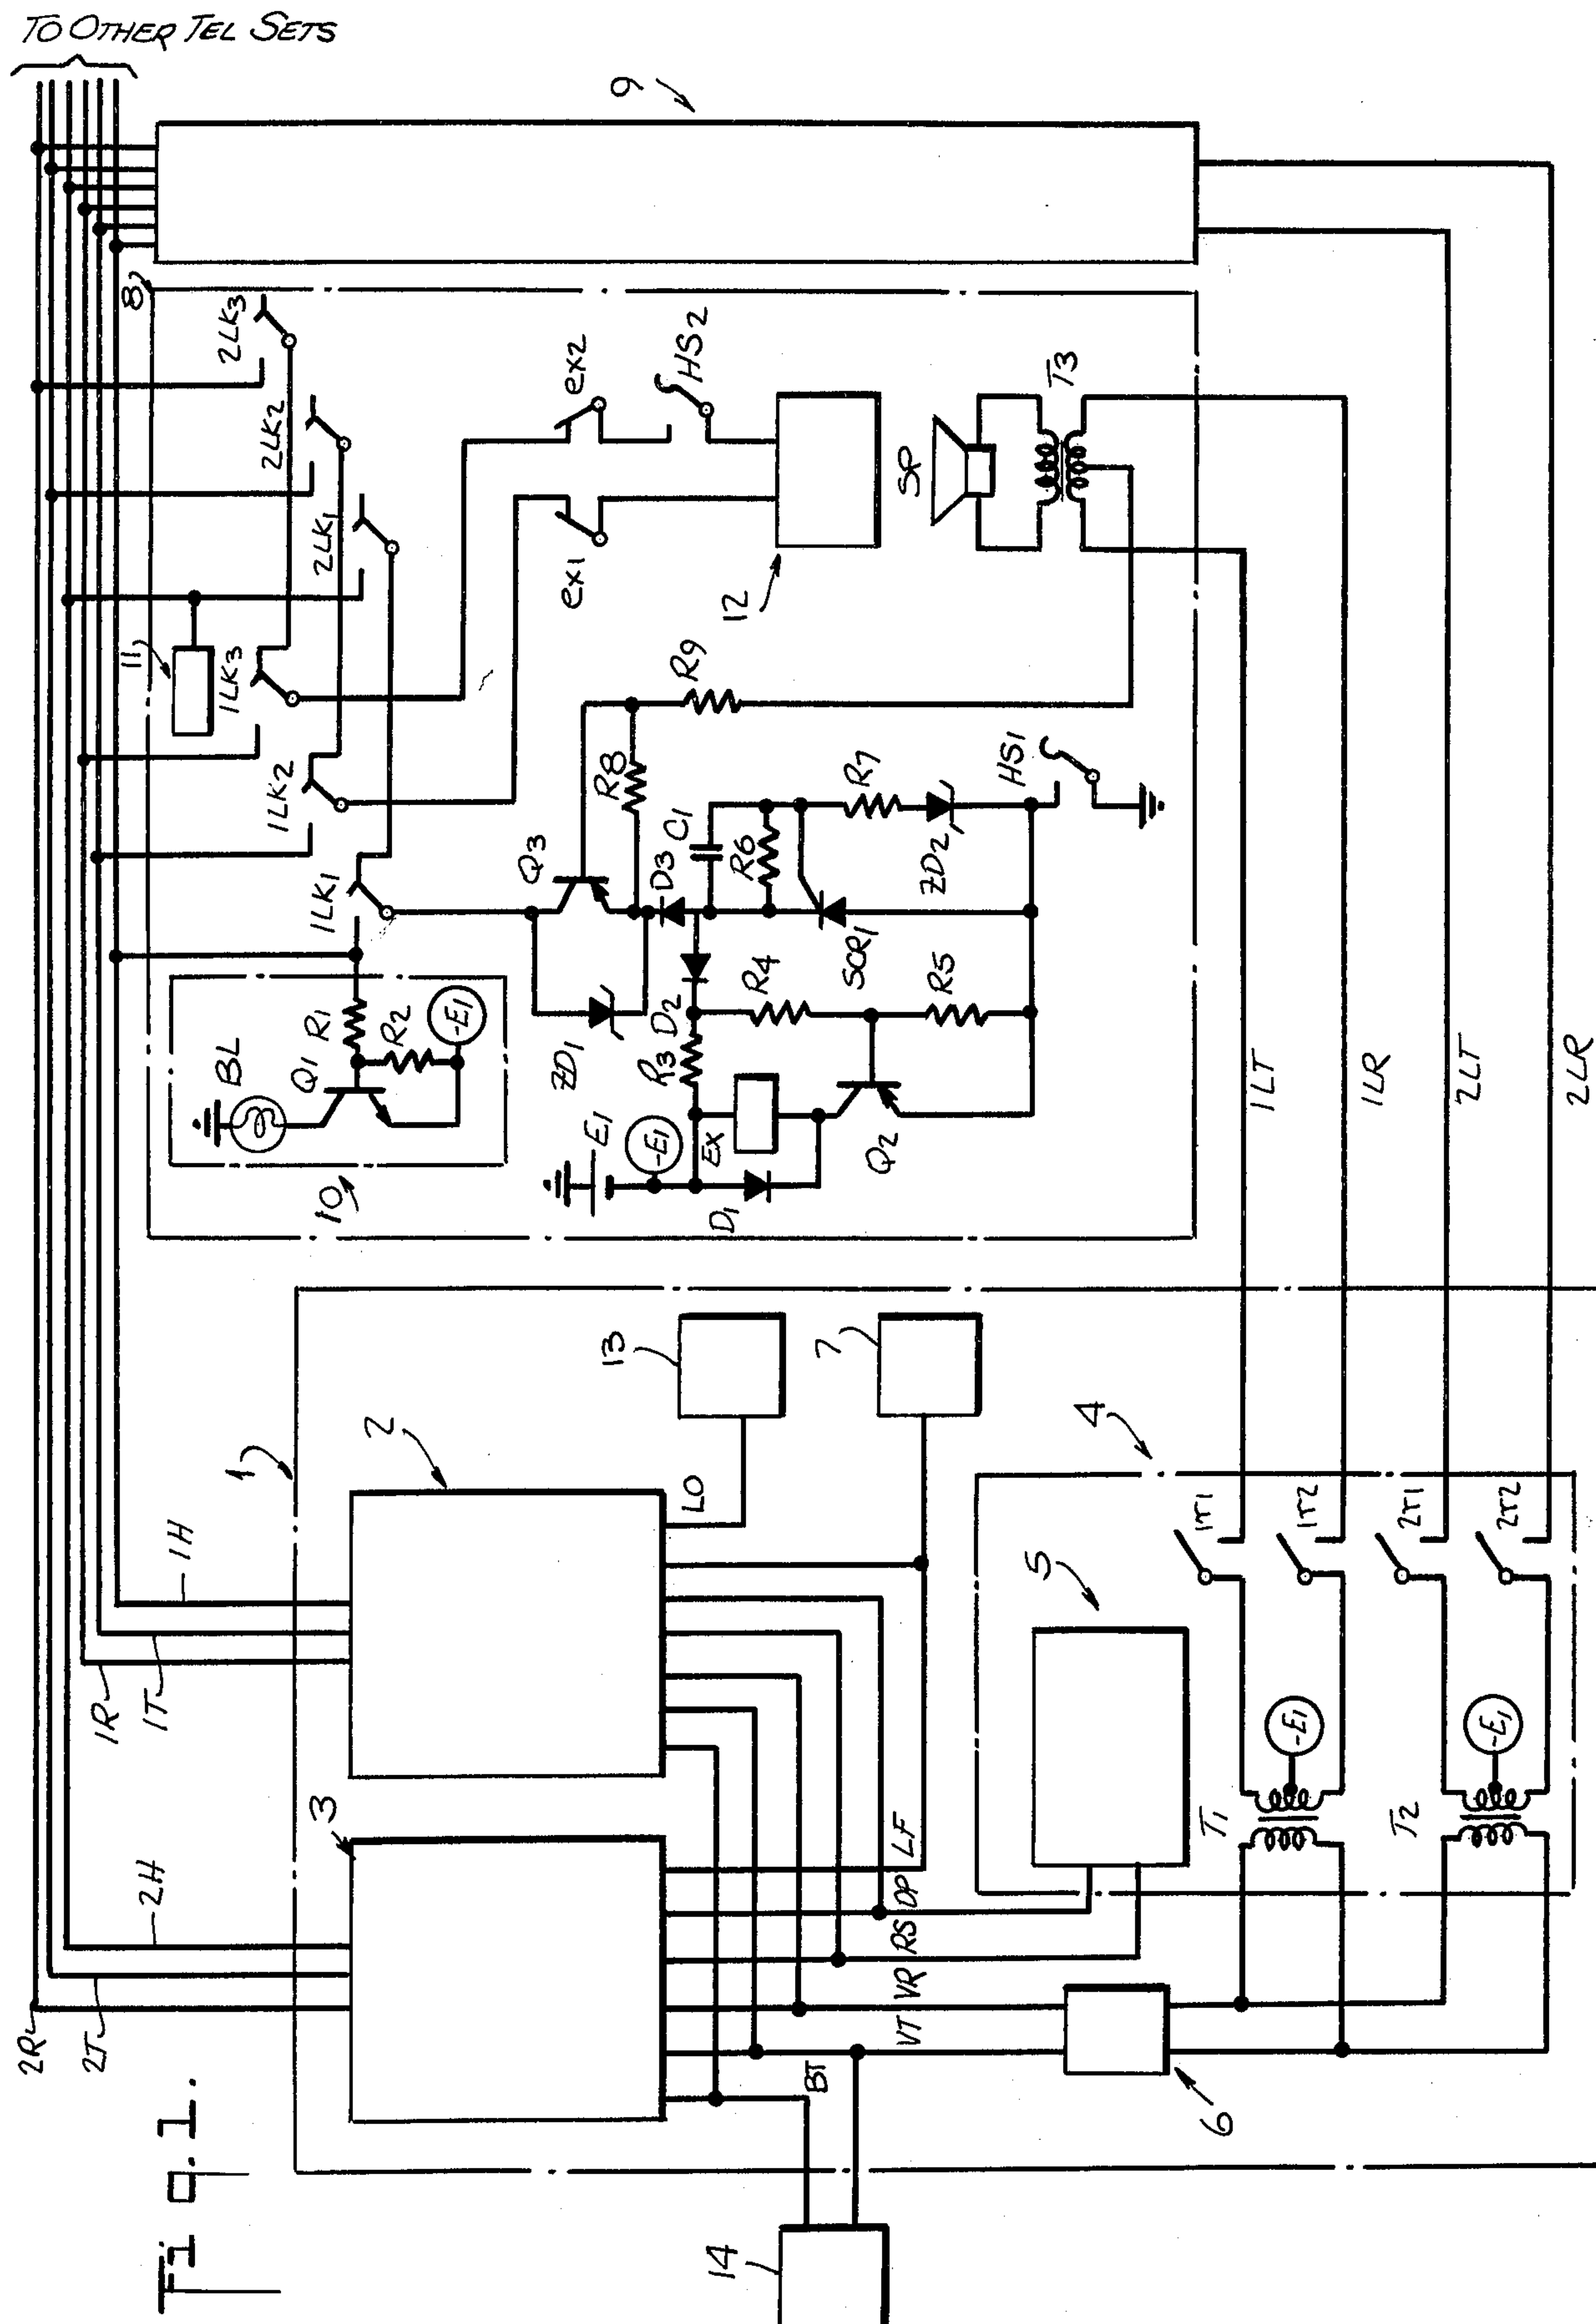 TO OTHER TEL SETS
9
8
2LK3
2LK2
2LK1
11
1LK3
1LK2
1LK1
ex2
HS2
ex1
12
SP
T3
R9
R8
Q3
D3
C1
R6
R7
ZD2
HS1
SCR1
ZD1
D2
R3
R4
R5
BL
Q1
R1
R2
-E1
10
E1
-E1
EX
D1
Q2
1LT
1LR
2LT
2LR
1
2
13
7
4
LO
1H
1R
1T
1r1
1r2
2r1
2r2
5
-E1
-E1
T1
T2
3
2H
2R
2T
LF
DP
RS
VR
VT
BT
6
14
Fig. 1.